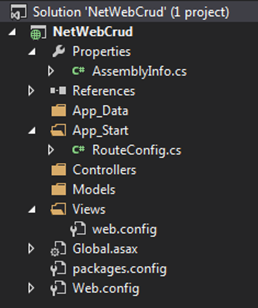 Solution 'NetWebCrud' (1 project)
NetWebCrud
Properties
C# AssemblyInfo.cs
References
App_Data
App_Start
C# RouteConfig.cs
Controllers
Models
Views
web.config
Global.asax
packages.config
Web.config